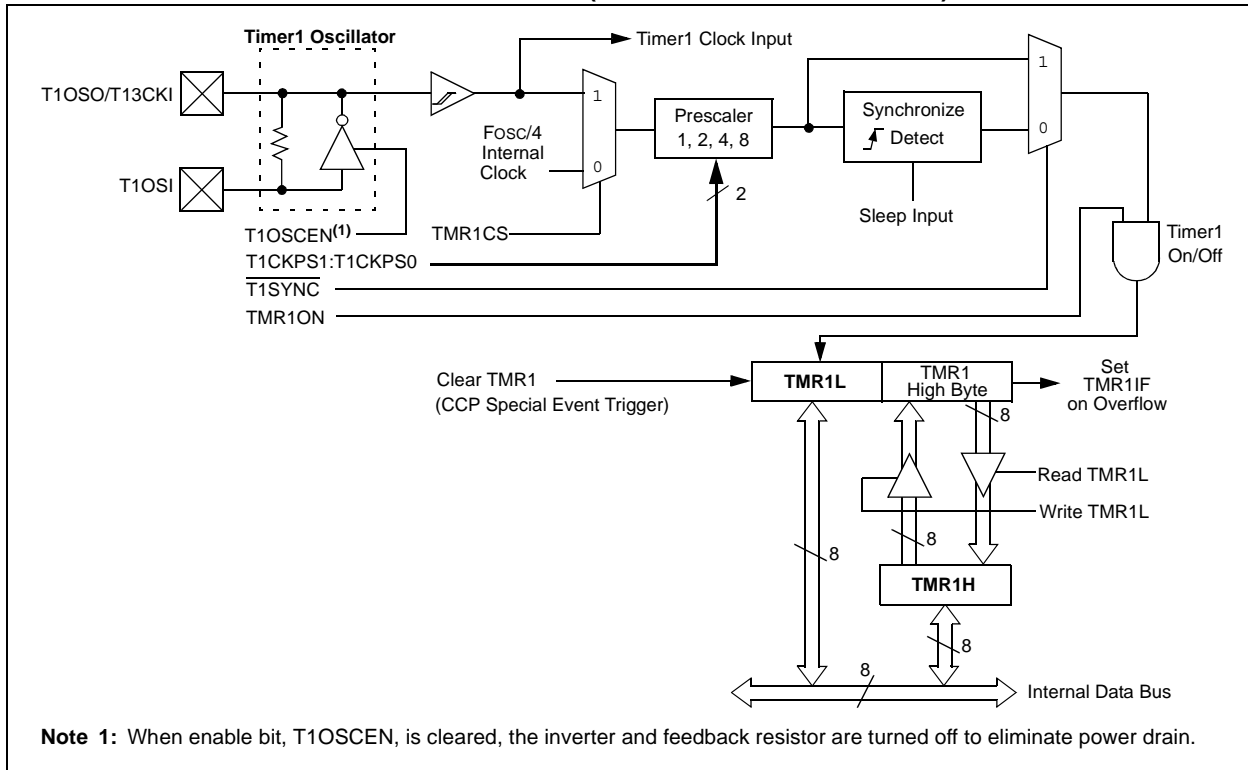 Timer1 Oscillator
Timer1 Clock Input
T1OSO/T13CKI
1
1
FOSC/4
Internal
Clock
Prescaler
1, 2, 4, 8
Synchronize
Detect
0
0
T1OSI
2
Sleep Input
T1OSCEN(1)
TMR1CS
T1CKPS1:T1CKPS0
T1SYNC
TMR1ON
Timer1
On/Off
Clear TMR1
(CCP Special Event Trigger)
TMR1L
TMR1
High Byte
Set
TMR1IF
on Overflow
8
Read TMR1L
Write TMR1L
8
8
TMR1H
8
8
Internal Data Bus
Note 1: When enable bit, T1OSCEN, is cleared, the inverter and feedback resistor are turned off to eliminate power drain.